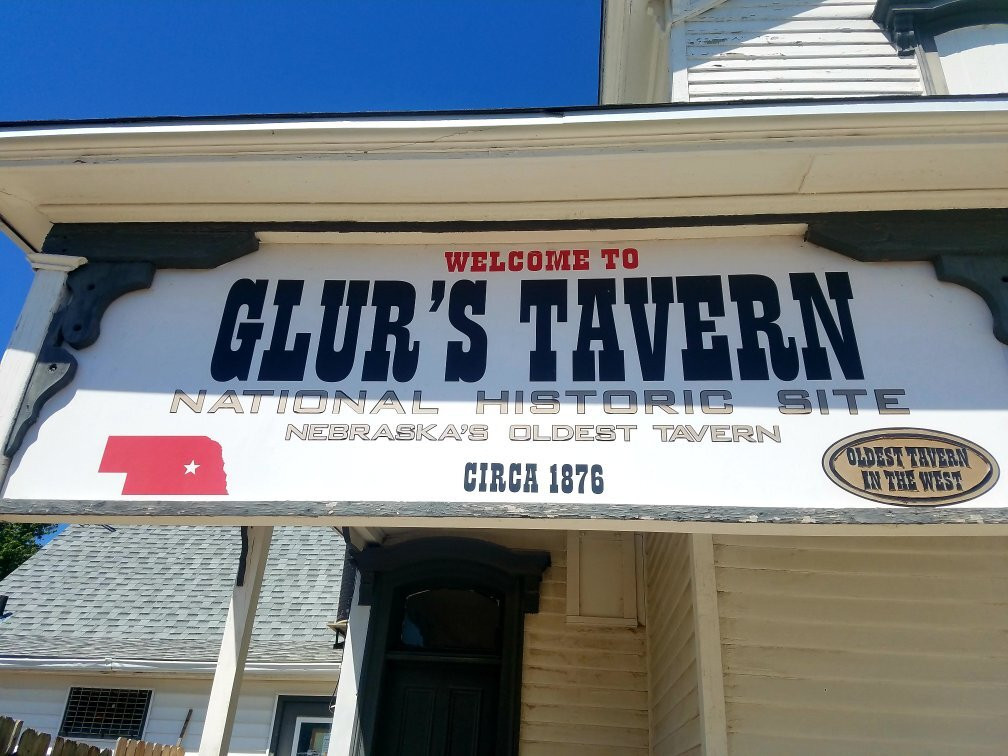 WELCOME TO
GLUR'S TAVERN
NATIONAL HISTORIC SITE
NEBRASKA'S OLDEST TAVERN
CIRCA 1876
OLDEST TAVERN
IN THE WEST